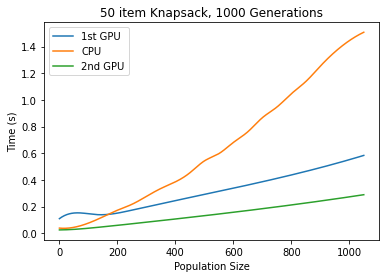 50 item Knapsack, 1000 Generations
1st GPU
CPU
2nd GPU
1.4
1.2
1.0
0.8
0.6
0.4
0.2
0.0
Time (s)
0 200 400 600 800 1000
Population Size